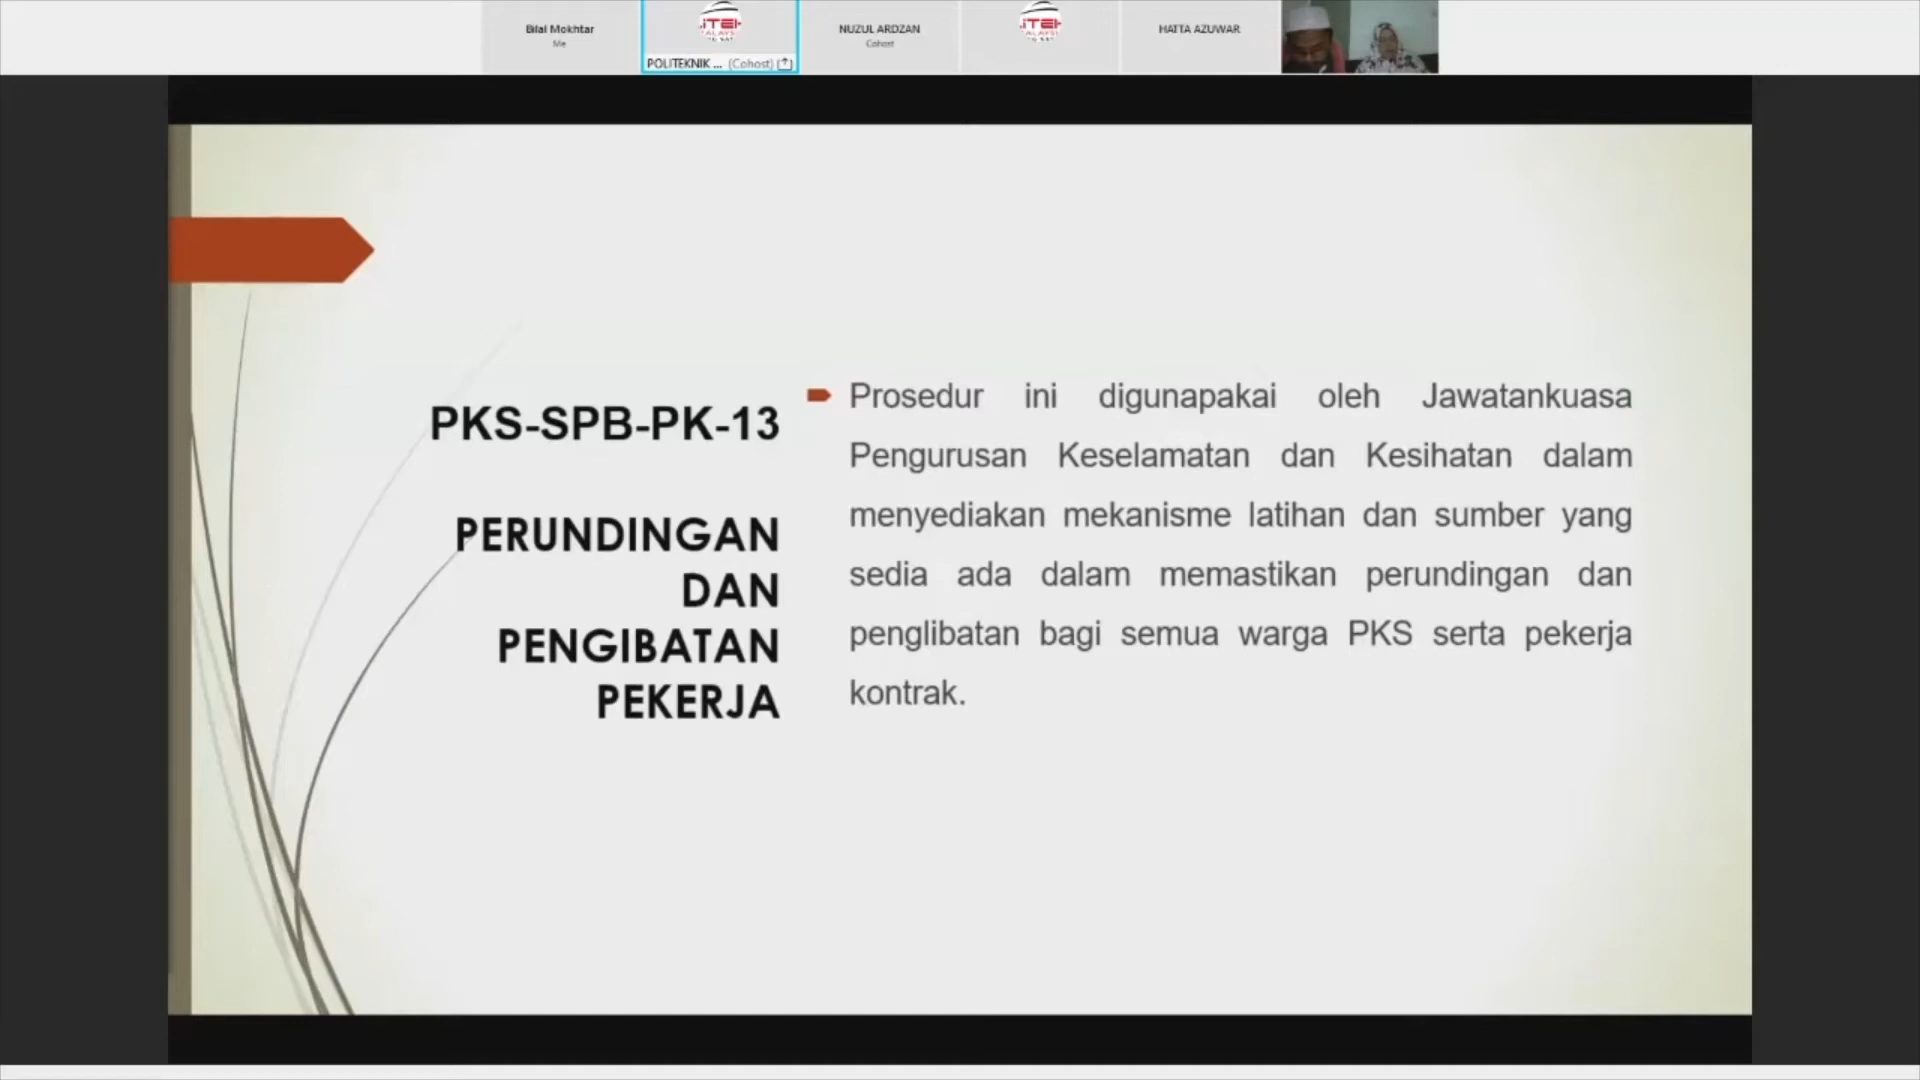 Bilal Mokhtar
Me
POLITEKNIK ... (Cohost)
NUZUL ARDZAN
Cohost
HATTA AZUWAR
PKS-SPB-PK-13
PERUNDINGAN
DAN
PENGIBATAN
PEKERJA
Prosedur ini digunapakai oleh Jawatankuasa
Pengurusan Keselamatan dan Kesihatan dalam
menyediakan mekanisme latihan dan sumber yang
sedia ada dalam memastikan perundingan dan
penglibatan bagi semua warga PKS serta pekerja
kontrak.